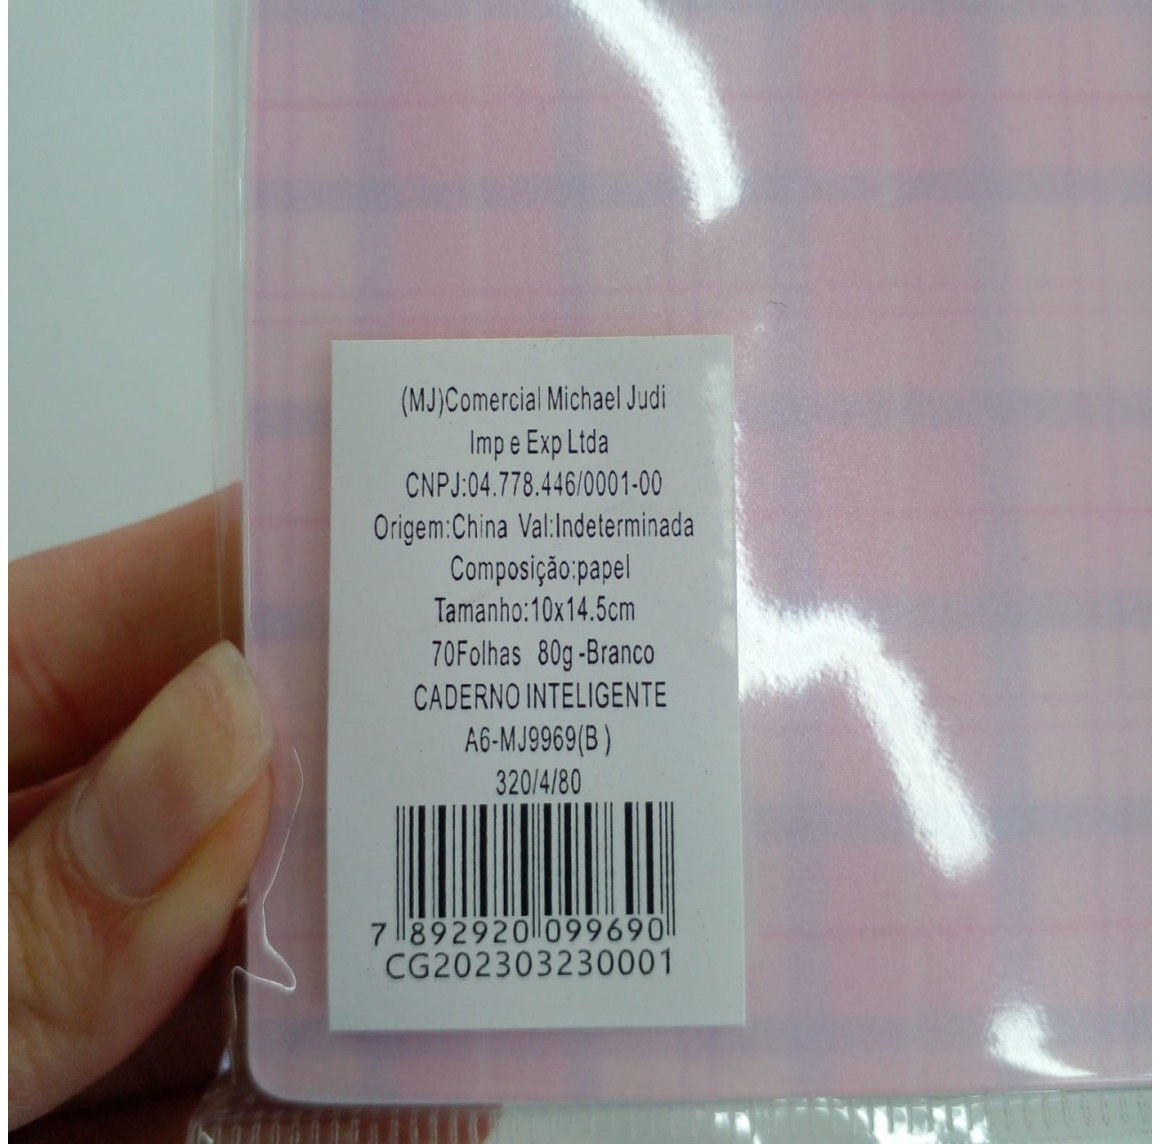 (MJ)Comercial Michael Judi
Imp e Exp Ltda
CNPJ:04.778.446/0001-00
Origem:China Val:Indeterminada
Composição:papel
Tamanho:10x14.5cm
70Folhas 80g-Branco
CADERNO INTELIGENTE
A6-MJ9969(B )
320/4/80
7 892920 099690
CG202303230001